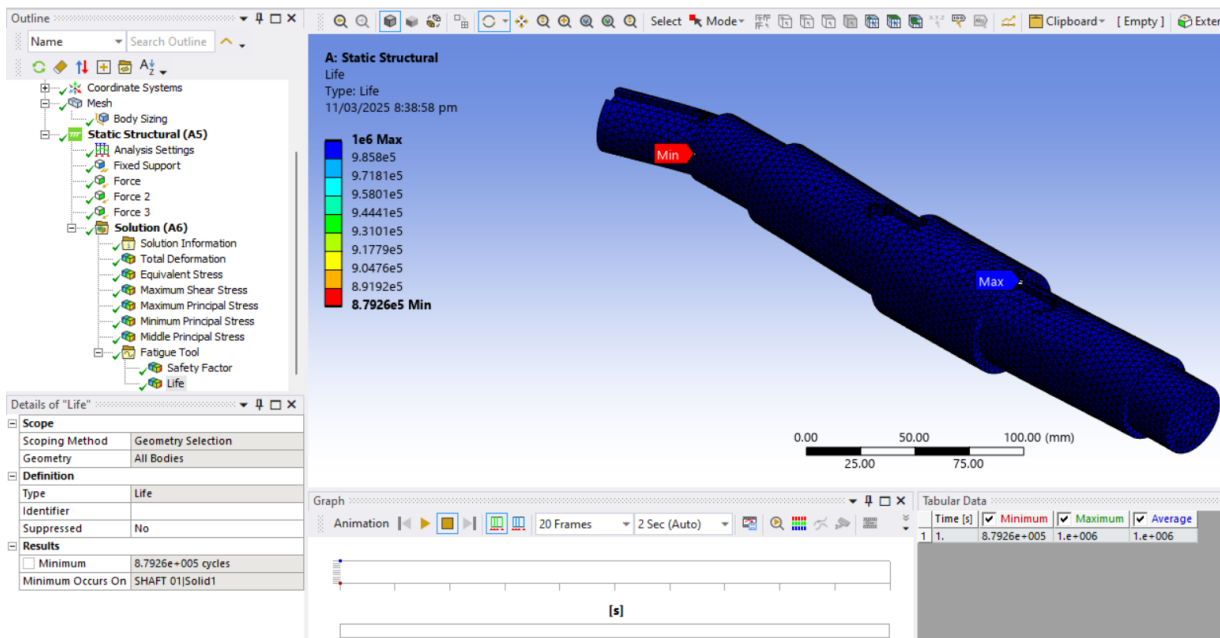 Outline
Name
Search Outline
Coordinate Systems
Mesh
Body Sizing
Static Structural (A5)
Analysis Settings
Fixed Support
Force
Force 2
Force 3
Solution (A6)
Solution Information
Total Deformation
Equivalent Stress
Maximum Shear Stress
Maximum Principal Stress
Minimum Principal Stress
Middle Principal Stress
Fatigue Tool
Safety Factor
Life
Details of "Life"
Scope
Scoping Method Geometry Selection
Geometry All Bodies
Definition
Type Life
Identifier
Suppressed No
Results
Minimum 8.7926e+005 cycles
Minimum Occurs On SHAFT 01|Solid1
Select Mode Clipboard [ Empty ] Exter
A: Static Structural
Life
Type: Life
11/03/2025 8:38:58 pm
1e6 Max
9.858e5
9.7181e5
9.5801e5
9.4441e5
9.3101e5
9.1779e5
9.0476e5
8.9192e5
8.7926e5 Min
Min
Max
0.00 50.00 100.00 (mm)
25.00 75.00
Graph
Animation 20 Frames 2 Sec (Auto)
[s]
Tabular Data
Time [s] Minimum Maximum Average
1 1. 8.7926e+005 1.e+006 1.e+006